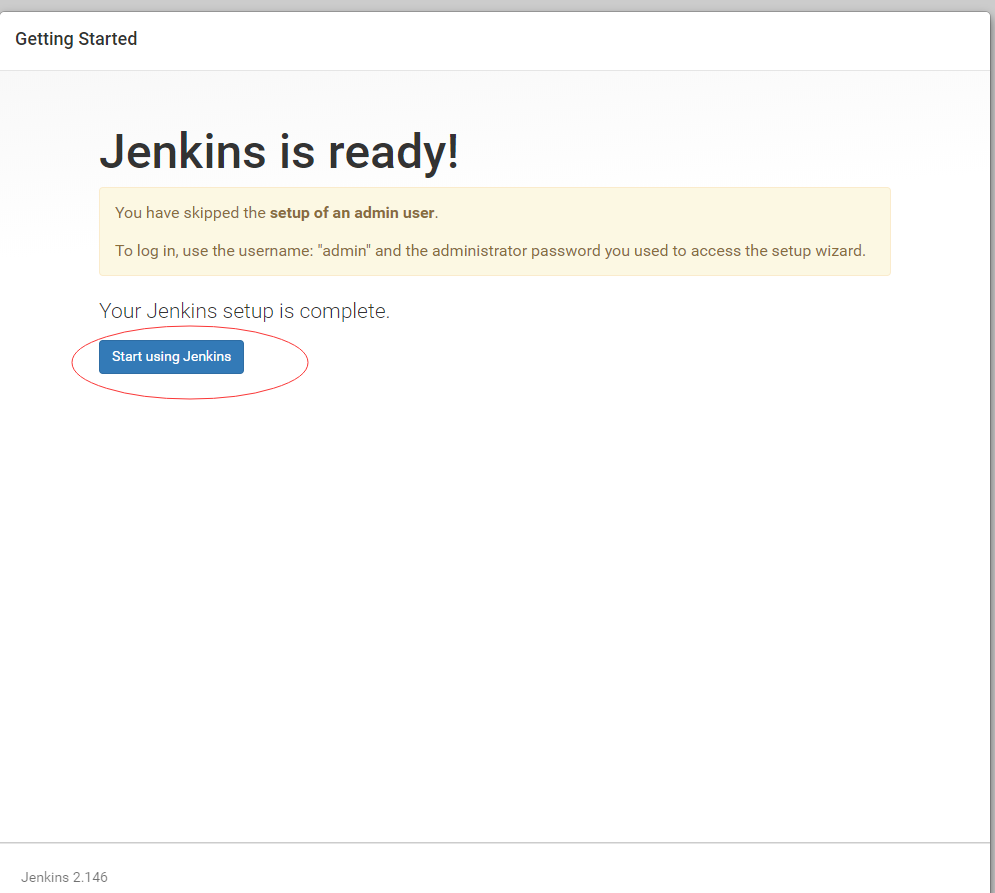 Getting Started
Jenkins is ready!
You have skipped the setup of an admin user.
To log in, use the username: "admin" and the administrator password you used to access the setup wizard.
Your Jenkins setup is complete.
Start using Jenkins
Jenkins 2.146